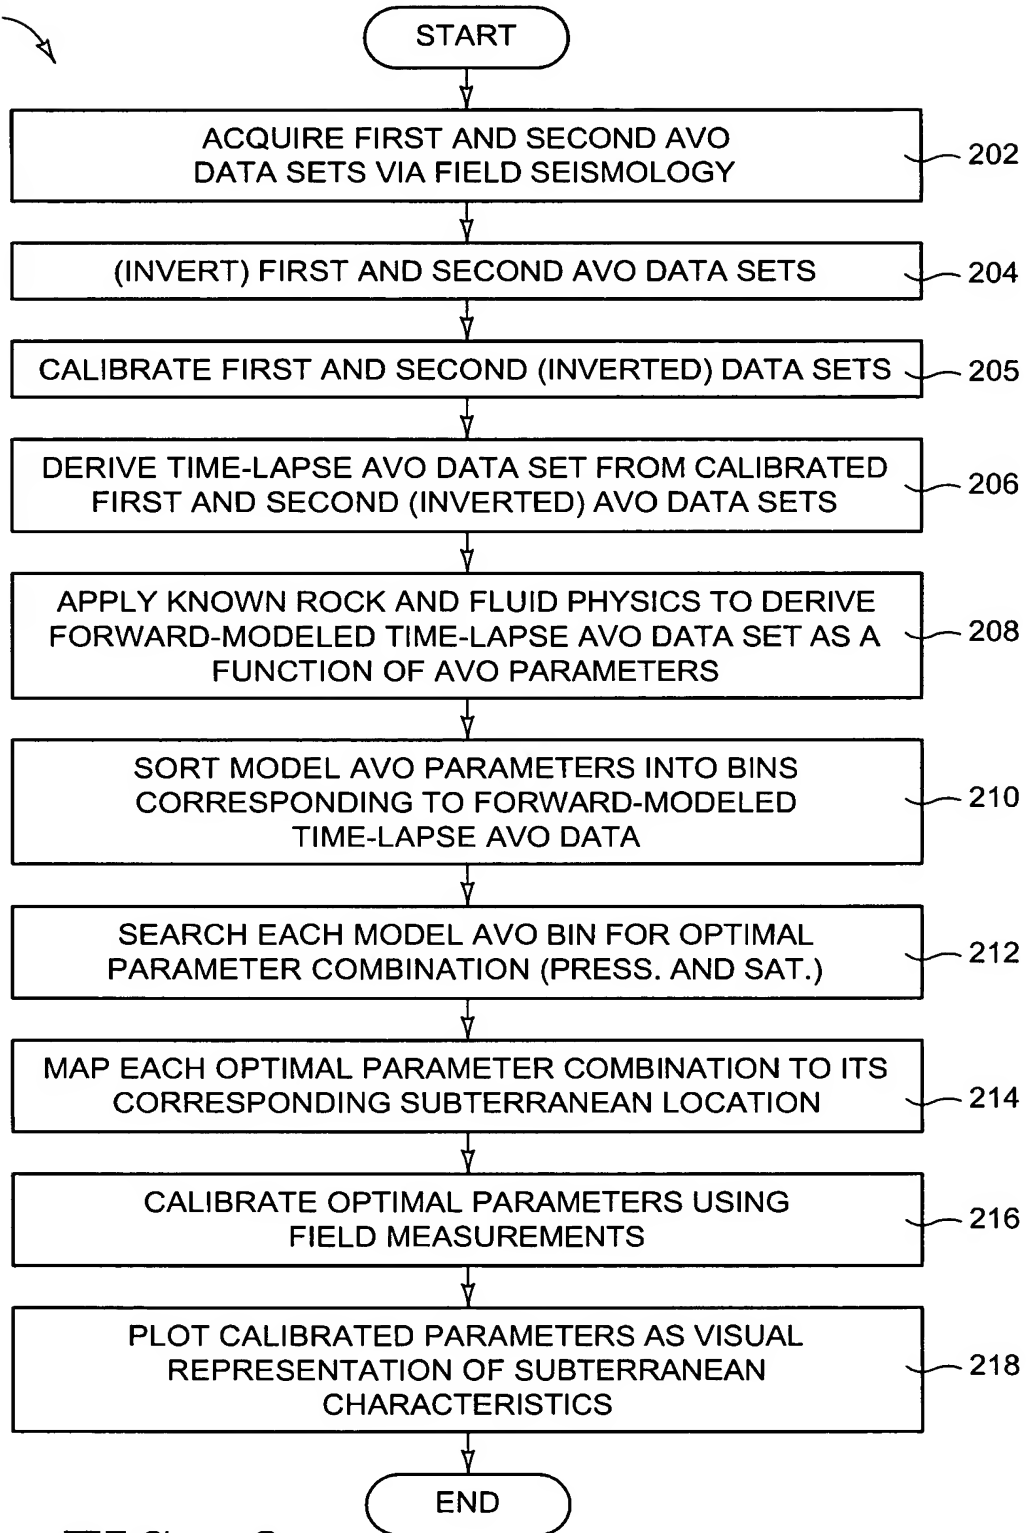 START
ACQUIRE FIRST AND SECOND AVO
DATA SETS VIA FIELD SEISMOLOGY
202
(INVERT) FIRST AND SECOND AVO DATA SETS
204
CALIBRATE FIRST AND SECOND (INVERTED) DATA SETS
205
DERIVE TIME-LAPSE AVO DATA SET FROM CALIBRATED
FIRST AND SECOND (INVERTED) AVO DATA SETS
206
APPLY KNOWN ROCK AND FLUID PHYSICS TO DERIVE
FORWARD-MODELED TIME-LAPSE AVO DATA SET AS A
FUNCTION OF AVO PARAMETERS
208
SORT MODEL AVO PARAMETERS INTO BINS
CORRESPONDING TO FORWARD-MODELED
TIME-LAPSE AVO DATA
210
SEARCH EACH MODEL AVO BIN FOR OPTIMAL
PARAMETER COMBINATION (PRESS. AND SAT.)
212
MAP EACH OPTIMAL PARAMETER COMBINATION TO ITS
CORRESPONDING SUBTERRANEAN LOCATION
214
CALIBRATE OPTIMAL PARAMETERS USING
FIELD MEASUREMENTS
216
PLOT CALIBRATED PARAMETERS AS VISUAL
REPRESENTATION OF SUBTERRANEAN
CHARACTERISTICS
218
END